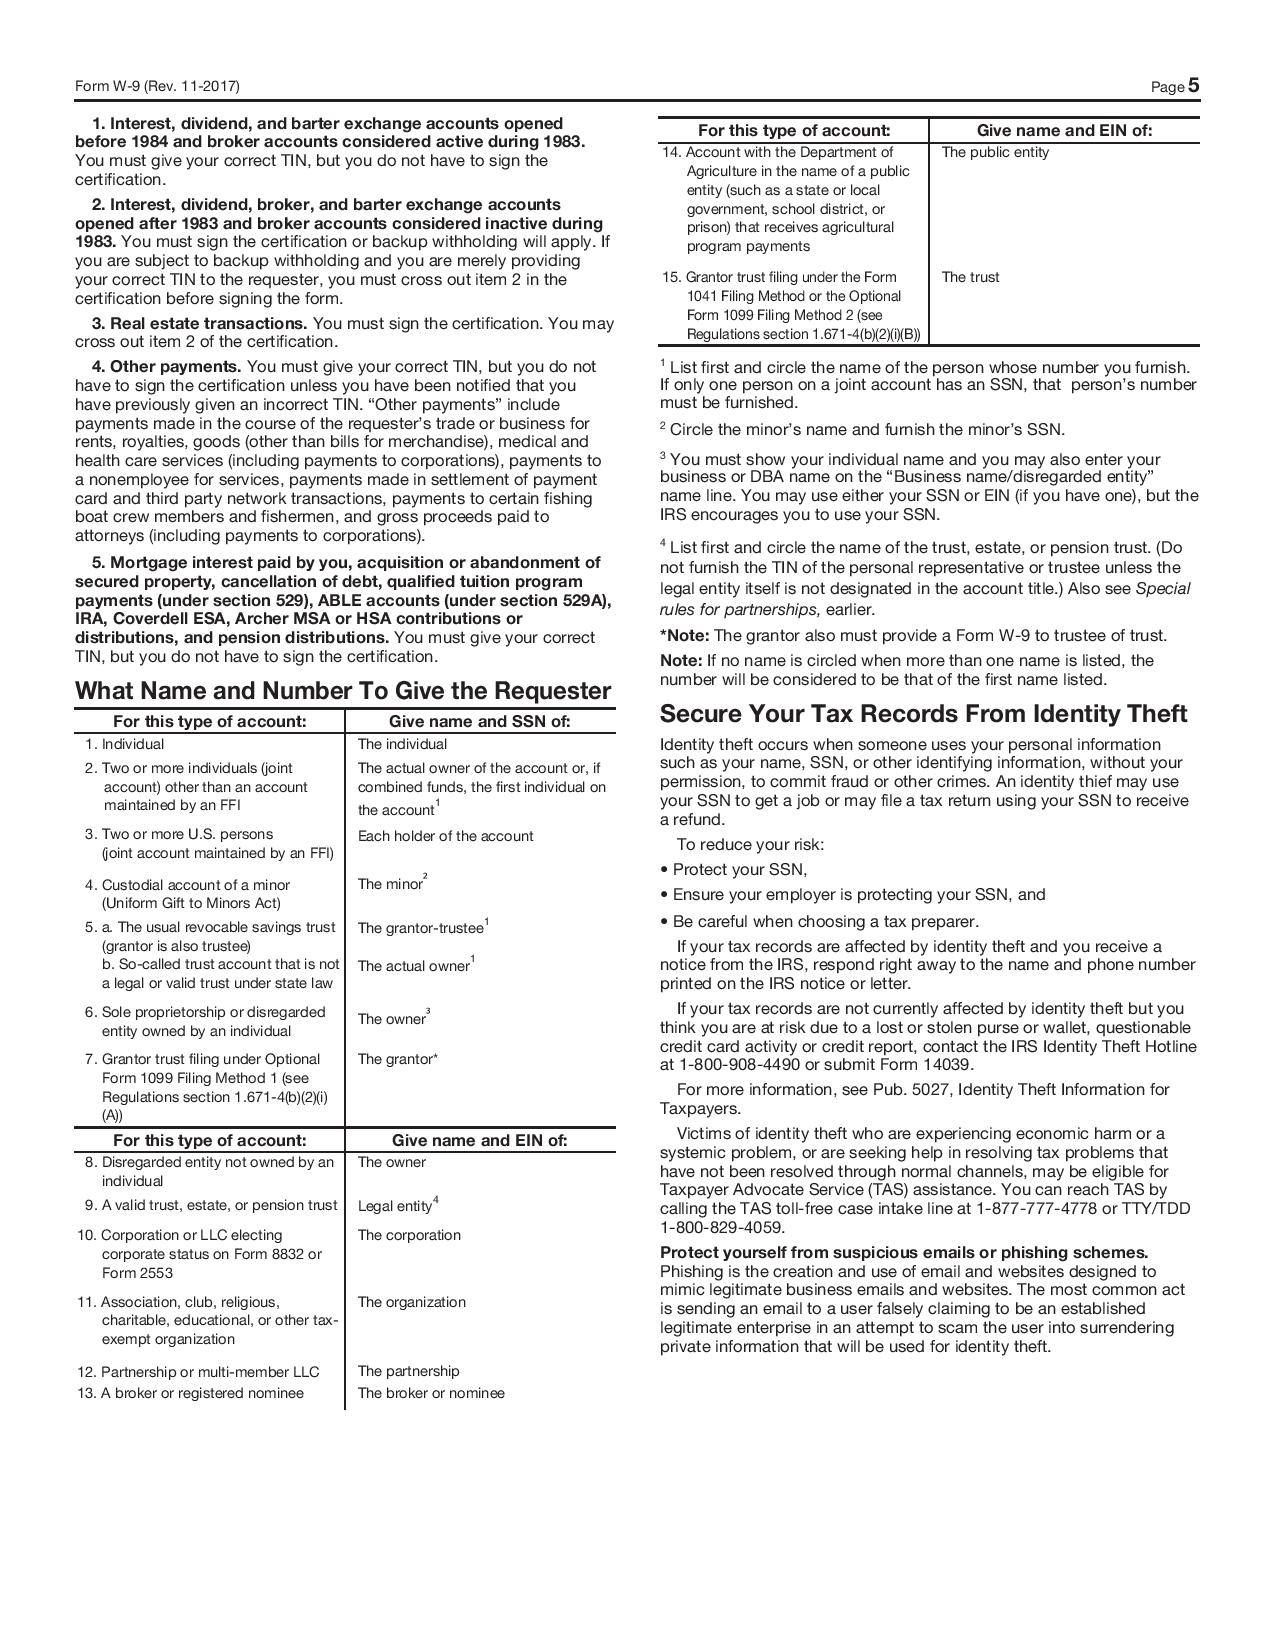 Form W-9 (Rev. 11-2017)
Page 5
1. Interest, dividend, and barter exchange accounts opened
before 1984 and broker accounts considered active during 1983.
You must give your correct TIN, but you do not have to sign the
certification.
2. Interest, dividend, broker, and barter exchange accounts
opened after 1983 and broker accounts considered inactive during
1983. You must sign the certification or backup withholding will apply. If
you are subject to backup withholding and you are merely providing
your correct TIN to the requester, you must cross out item 2 in the
certification before signing the form.
3. Real estate transactions. You must sign the certification. You may
cross out item 2 of the certification.
4. Other payments. You must give your correct TIN, but you do not
have to sign the certification unless you have been notified that you
have previously given an incorrect TIN. “Other payments” include
payments made in the course of the requester’s trade or business for
rents, royalties, goods (other than bills for merchandise), medical and
health care services (including payments to corporations), payments to
a nonemployee for services, payments made in settlement of payment
card and third party network transactions, payments to certain fishing
boat crew members and fishermen, and gross proceeds paid to
attorneys (including payments to corporations).
5. Mortgage interest paid by you, acquisition or abandonment of
secured property, cancellation of debt, qualified tuition program
payments (under section 529), ABLE accounts (under section 529A),
IRA, Coverdell ESA, Archer MSA or HSA contributions or
distributions, and pension distributions. You must give your correct
TIN, but you do not have to sign the certification.
What Name and Number To Give the Requester
For this type of account:
Give name and SSN of:
1. Individual
The individual
2. Two or more individuals (joint
account) other than an account
maintained by an FFI
The actual owner of the account or, if
combined funds, the first individual on
the account1
3. Two or more U.S. persons
(joint account maintained by an FFI)
Each holder of the account
4. Custodial account of a minor
(Uniform Gift to Minors Act)
The minor2
5. a. The usual revocable savings trust
(grantor is also trustee)
The grantor-trustee1
b. So-called trust account that is not
a legal or valid trust under state law
The actual owner1
6. Sole proprietorship or disregarded
entity owned by an individual
The owner3
7. Grantor trust filing under Optional
Form 1099 Filing Method 1 (see
Regulations section 1.671-4(b)(2)(i)
(A))
The grantor*
For this type of account:
Give name and EIN of:
8. Disregarded entity not owned by an
individual
The owner
9. A valid trust, estate, or pension trust
Legal entity4
10. Corporation or LLC electing
corporate status on Form 8832 or
Form 2553
The corporation
11. Association, club, religious,
charitable, educational, or other tax-
exempt organization
The organization
12. Partnership or multi-member LLC
The partnership
13. A broker or registered nominee
The broker or nominee
For this type of account:
Give name and EIN of:
14. Account with the Department of
Agriculture in the name of a public
entity (such as a state or local
government, school district, or
prison) that receives agricultural
program payments
The public entity
15. Grantor trust filing under the Form
1041 Filing Method or the Optional
Form 1099 Filing Method 2 (see
Regulations section 1.671-4(b)(2)(i)(B))
The trust
1 List first and circle the name of the person whose number you furnish.
If only one person on a joint account has an SSN, that person’s number
must be furnished.
2 Circle the minor’s name and furnish the minor’s SSN.
3 You must show your individual name and you may also enter your
business or DBA name on the “Business name/disregarded entity”
name line. You may use either your SSN or EIN (if you have one), but the
IRS encourages you to use your SSN.
4 List first and circle the name of the trust, estate, or pension trust. (Do
not furnish the TIN of the personal representative or trustee unless the
legal entity itself is not designated in the account title.) Also see Special
rules for partnerships, earlier.
*Note: The grantor also must provide a Form W-9 to trustee of trust.
Note: If no name is circled when more than one name is listed, the
number will be considered to be that of the first name listed.
Secure Your Tax Records From Identity Theft
Identity theft occurs when someone uses your personal information
such as your name, SSN, or other identifying information, without your
permission, to commit fraud or other crimes. An identity thief may use
your SSN to get a job or may file a tax return using your SSN to receive
a refund.
To reduce your risk:
• Protect your SSN,
• Ensure your employer is protecting your SSN, and
• Be careful when choosing a tax preparer.
If your tax records are affected by identity theft and you receive a
notice from the IRS, respond right away to the name and phone number
printed on the IRS notice or letter.
If your tax records are not currently affected by identity theft but you
think you are at risk due to a lost or stolen purse or wallet, questionable
credit card activity or credit report, contact the IRS Identity Theft Hotline
at 1-800-908-4490 or submit Form 14039.
For more information, see Pub. 5027, Identity Theft Information for
Taxpayers.
Victims of identity theft who are experiencing economic harm or a
systemic problem, or are seeking help in resolving tax problems that
have not been resolved through normal channels, may be eligible for
Taxpayer Advocate Service (TAS) assistance. You can reach TAS by
calling the TAS toll-free case intake line at 1-877-777-4778 or TTY/TDD
1-800-829-4059.
Protect yourself from suspicious emails or phishing schemes.
Phishing is the creation and use of email and websites designed to
mimic legitimate business emails and websites. The most common act
is sending an email to a user falsely claiming to be an established
legitimate enterprise in an attempt to scam the user into surrendering
private information that will be used for identity theft.